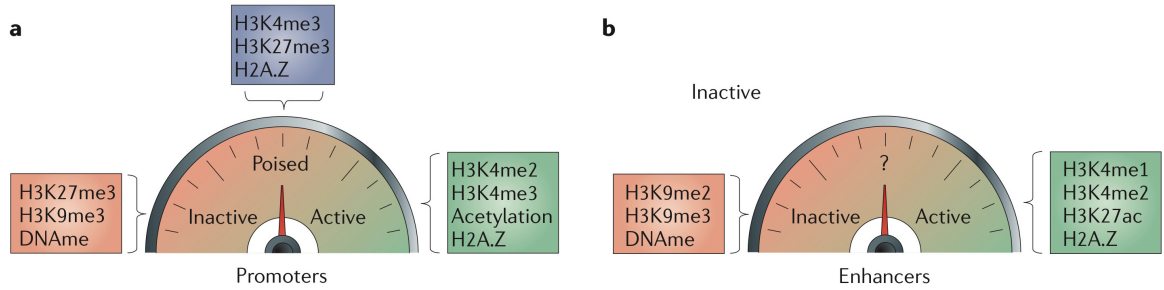 a
H3K4me3
H3K27me3
H2A.Z
Poised
H3K27me3
H3K9me3
DNAme
Inactive
Active
H3K4me2
H3K4me3
Acetylation
H2A.Z
Promoters
b
Inactive
?
H3K9me2
H3K9me3
DNAme
Inactive
Active
H3K4me1
H3K4me2
H3K27ac
H2A.Z
Enhancers